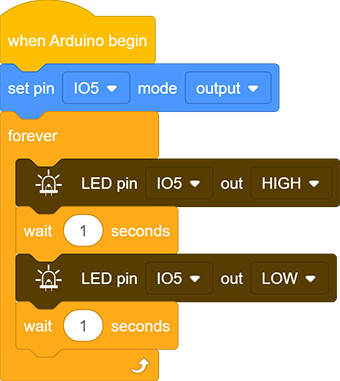 when Arduino begin
set pin IO5 mode output
forever
LED pin IO5 out HIGH
wait 1 seconds
LED pin IO5 out LOW
wait 1 seconds